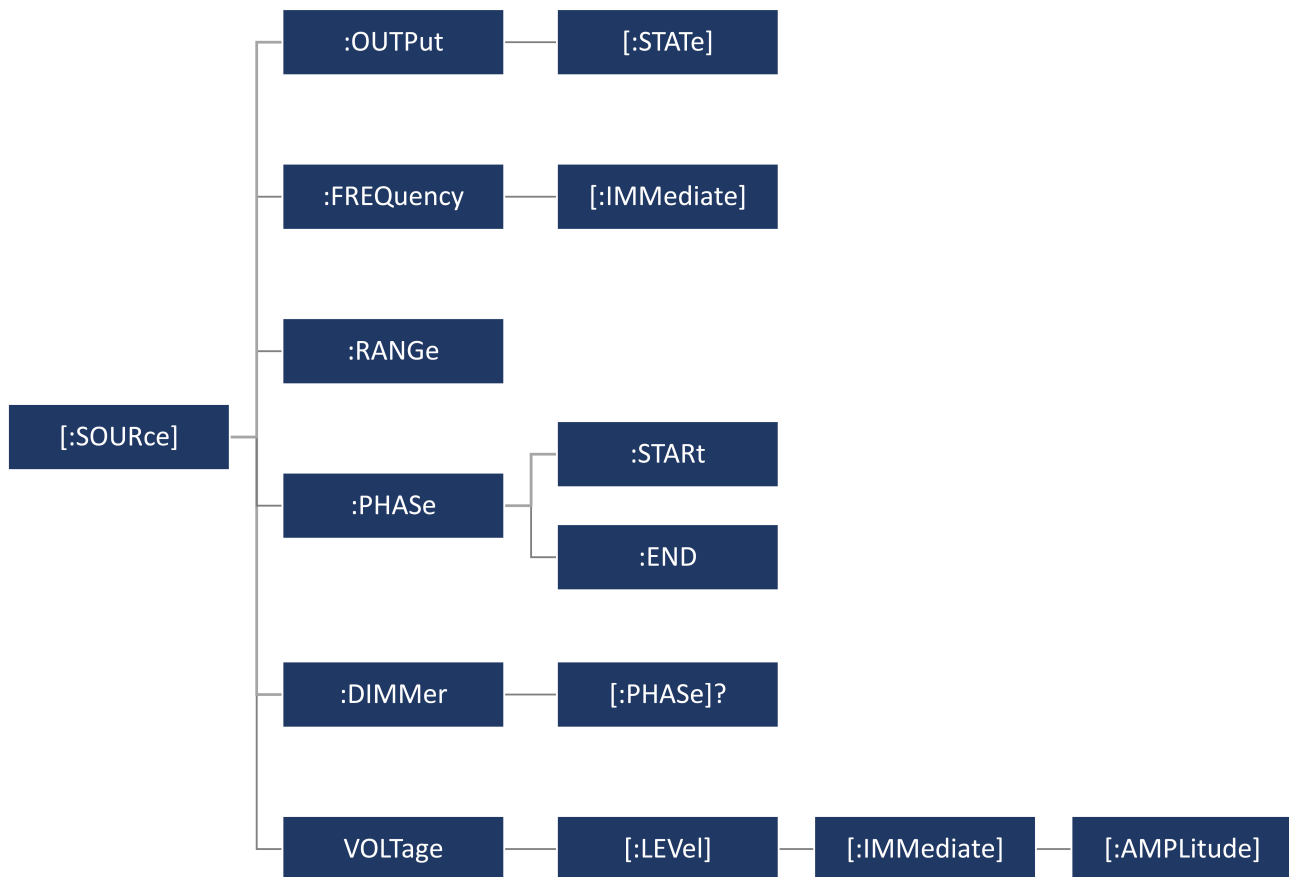 :OUTPut
[:STATe]
:FREQuency
[:IMMediate]
:RANGe
[:SOURce]
:STARt
:PHASe
:END
:DIMMer
[:PHASe]?
VOLTage
[:LEVel]
[:IMMediate]
[:AMPLitude]